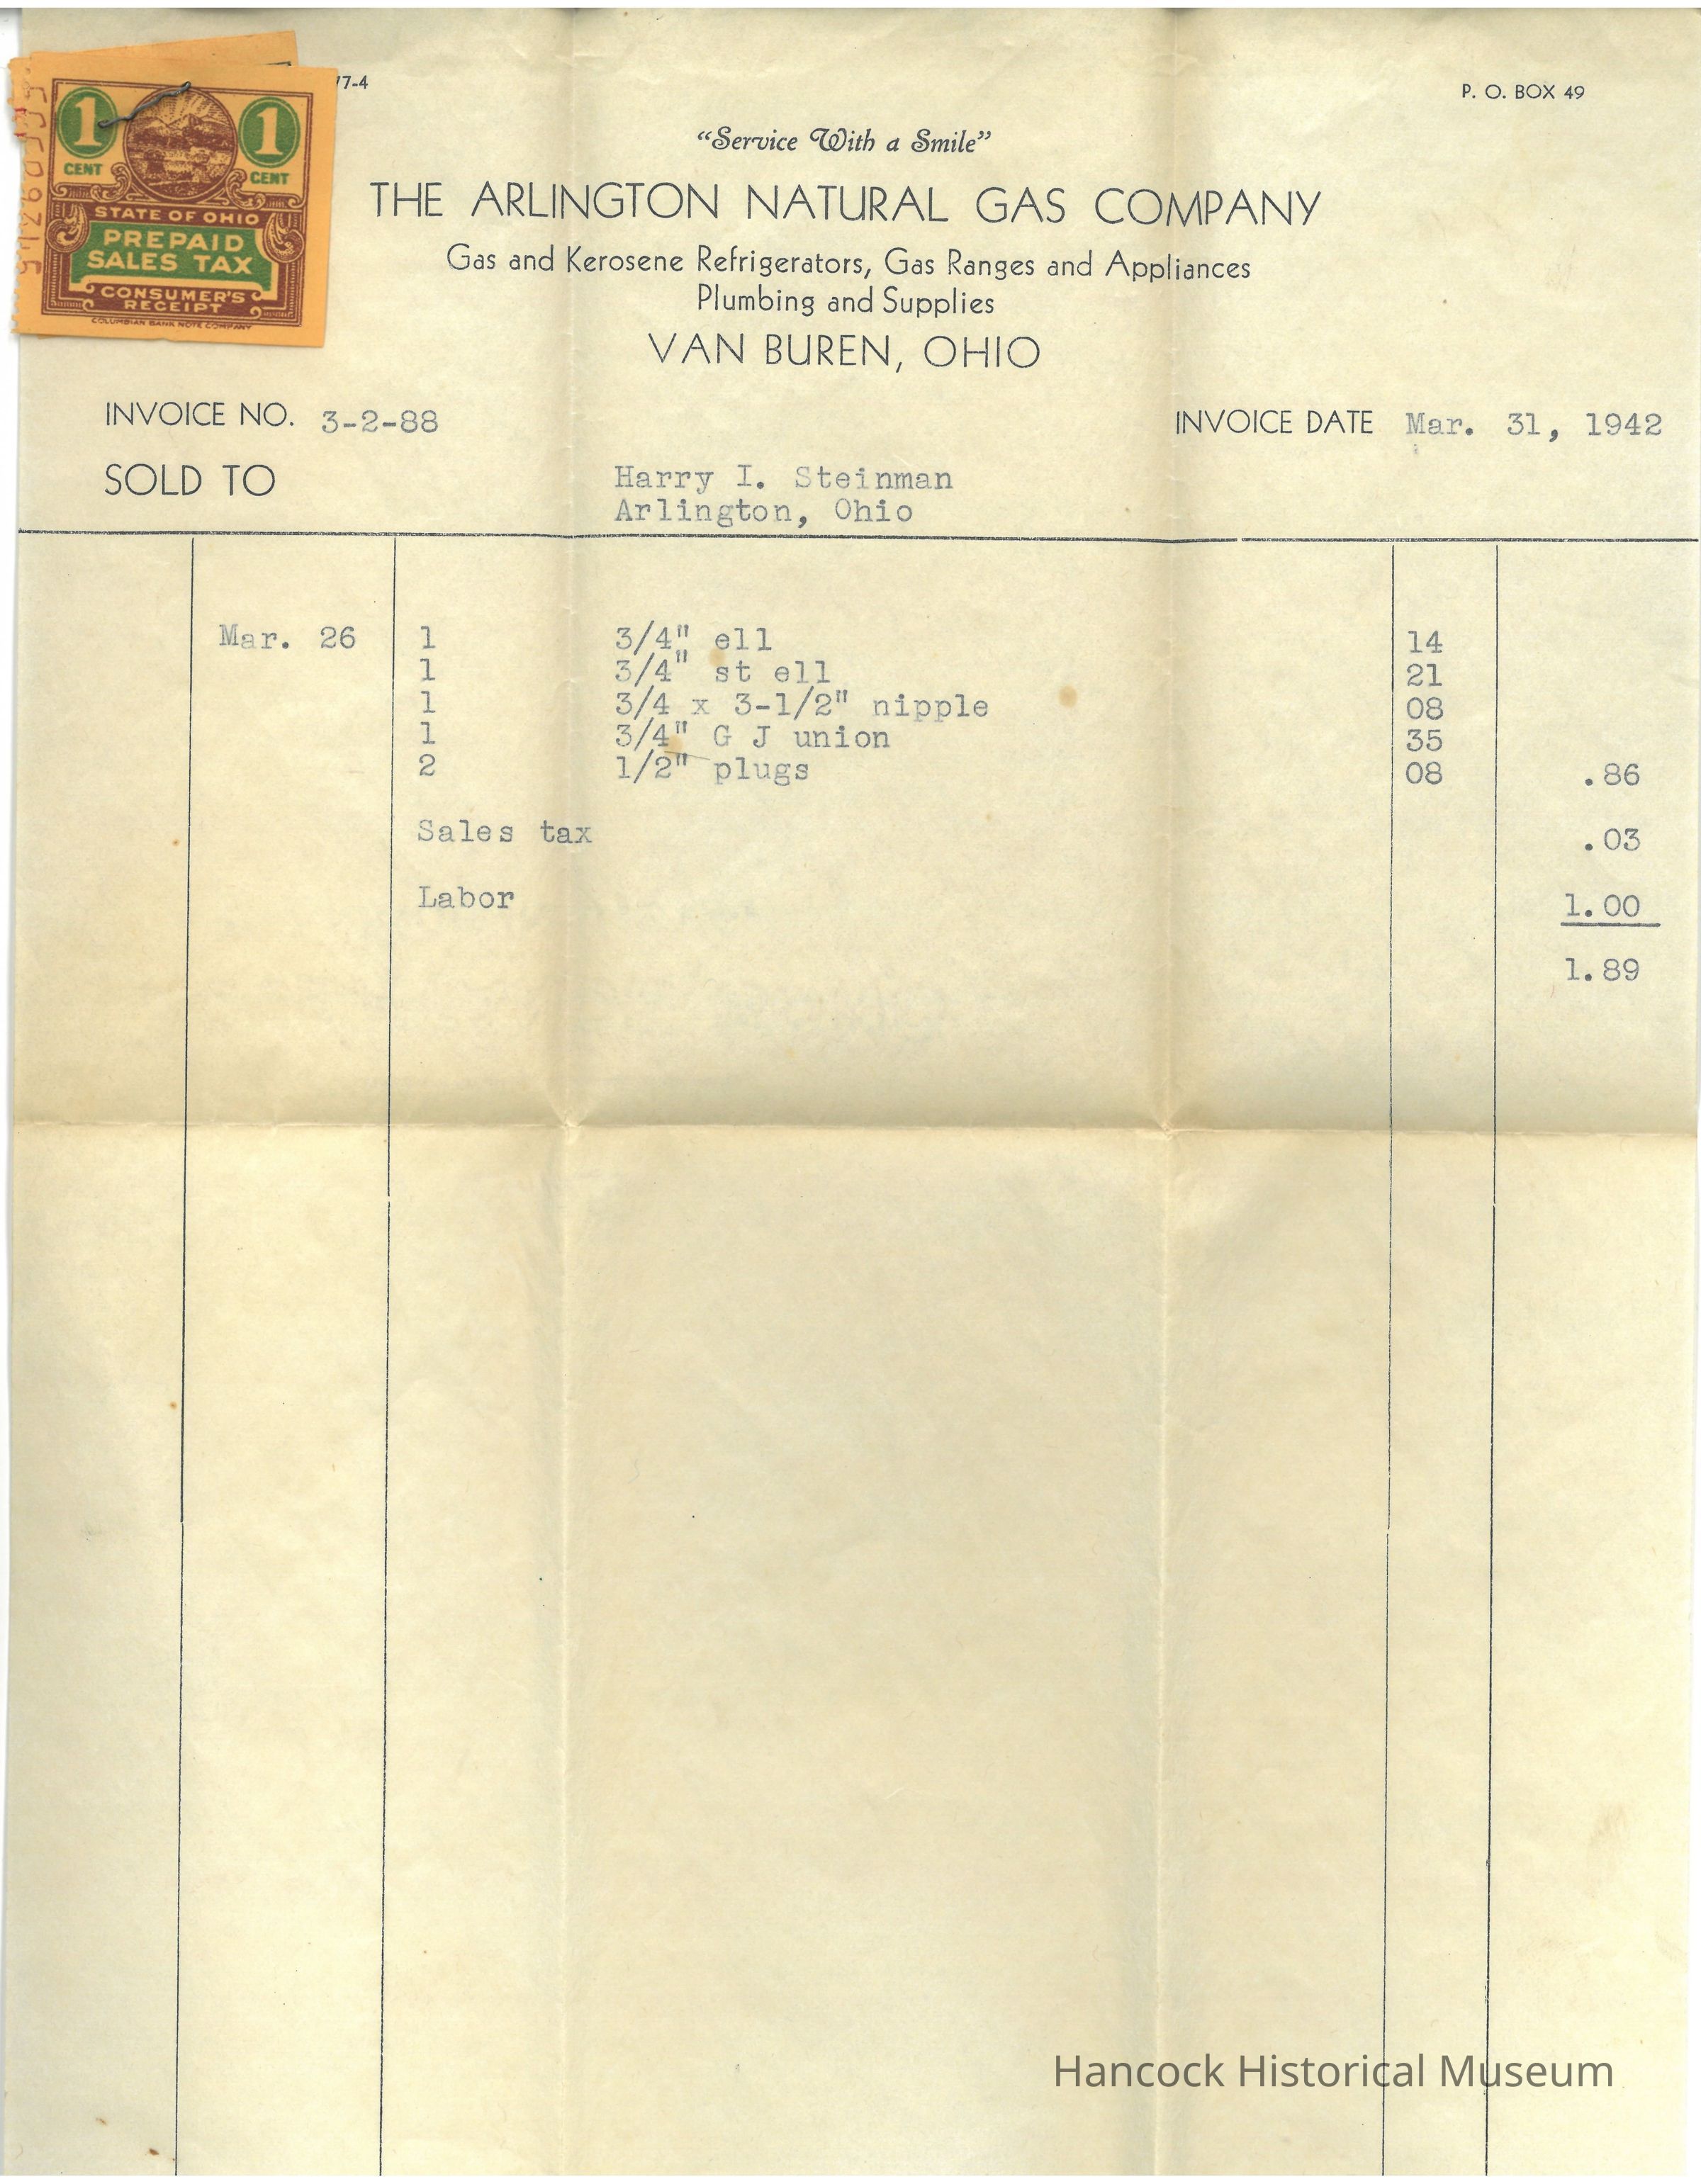 77-4
P. O. BOX 49
1 1
CENT CENT
STATE OF OHIO
PREPAID
SALES TAX
CONSUMER'S
RECEIPT
COLUMBIAN BANK NOTE COMPANY
“Service With a Smile”
THE ARLINGTON NATURAL GAS COMPANY
Gas and Kerosene Refrigerators, Gas Ranges and Appliances
Plumbing and Supplies
VAN BUREN, OHIO
INVOICE NO. 3-2-88 INVOICE DATE Mar. 31, 1942
SOLD TO Harry I. Steinman
Arlington, Ohio
Mar. 26 1 3/4" ell 14
1 3/4" st ell 21
1 3/4 x 3-1/2" nipple 08
1 3/4" G J union 35
2 1/2" plugs 08 .86
Sales tax .03
Labor 1.00
1.89
Hancock Historical Museum